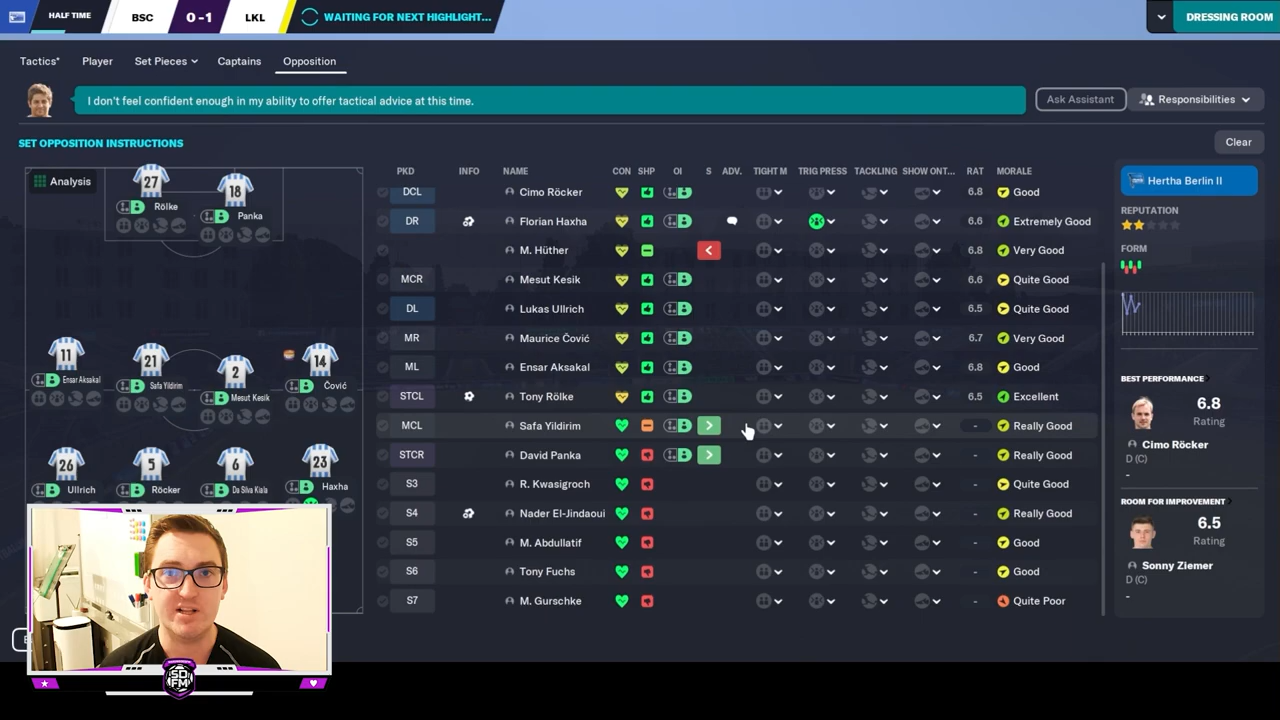 HALF TIME BSC 0 - 1 LKL WAITING FOR NEXT HIGHLIGHT... DRESSING ROOM
Tactics* Player Set Pieces Captains Opposition
I don't feel confident enough in my ability to offer tactical advice at this time. Ask Assistant Responsibilities
SET OPPOSITION INSTRUCTIONS Clear
Analysis
27
Rölke
18
Panka
11
Ensar Aksakal
21
Safa Yildirim
2
Mesut Kesik
14
Čović
26
Ullrich
5
Röcker
6
Da Silva Kiala
23
Haxha
PKD INFO NAME CON SHP OI S ADV. TIGHT M TRIG PRESS TACKLING SHOW ONT... RAT MORALE
DCL Cimo Röcker 6.8 Good
DR Florian Haxha 6.6 Extremely Good
M. Hüther 6.8 Very Good
MCR Mesut Kesik 6.6 Quite Good
DL Lukas Ullrich 6.5 Quite Good
MR Maurice Čović 6.7 Very Good
ML Ensar Aksakal 6.8 Good
STCL Tony Rölke 6.5 Excellent
MCL Safa Yildirim - Really Good
STCR David Panka - Really Good
S3 R. Kwasigroch - Quite Good
S4 Nader El-Jindaoui - Really Good
S5 M. Abdullatif - Good
S6 Tony Fuchs - Good
S7 M. Gurschke - Quite Poor
Hertha Berlin II
REPUTATION
FORM
BEST PERFORMANCE
6.8
Rating
Cimo Röcker
D (C)
-
ROOM FOR IMPROVEMENT
6.5
Rating
Sonny Ziemer
D (C)
-
SD
FM